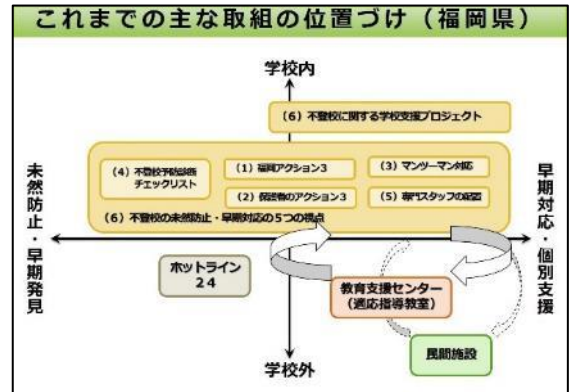 これまでの主な取組の位置づけ（福岡県）
学校内
（6）不登校に関する学校支援プロジェクト
未然防止・早期発見
（4）不登校予防診断
チェックリスト
（1）福岡アクション3
（3）マンツーマン対応
（2）保護者のアクション3
（5）専門スタッフの配置
（6）不登校の未然防止・早期対応の5つの視点
早期対応・個別支援
ホットライン
24
教育支援センター
（適応指導教室）
民間施設
学校外